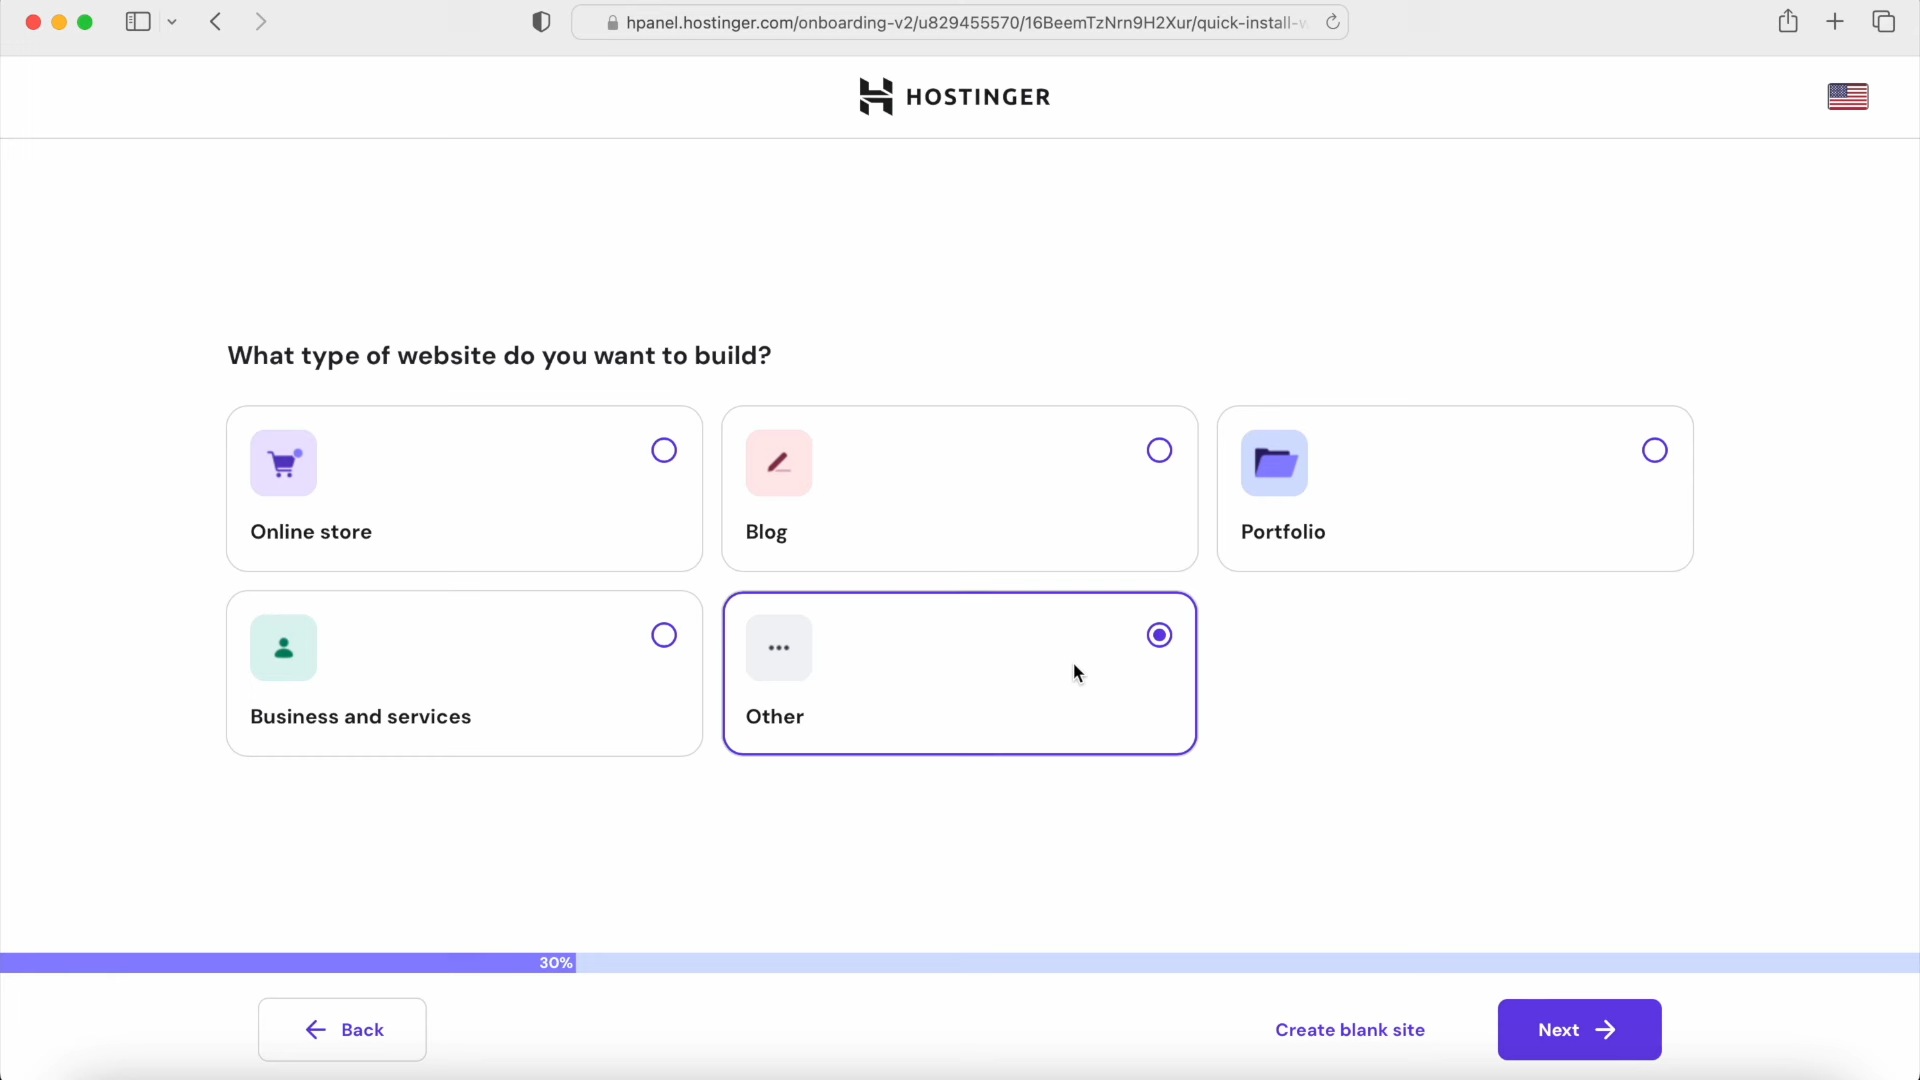 hpanel.hostinger.com/onboarding-v2/u829455570/16BeemTzNrn9H2Xur/quick-install-
HOSTINGER
What type of website do you want to build?
Online store
Blog
Portfolio
Business and services
Other
30%
Back
Create blank site
Next